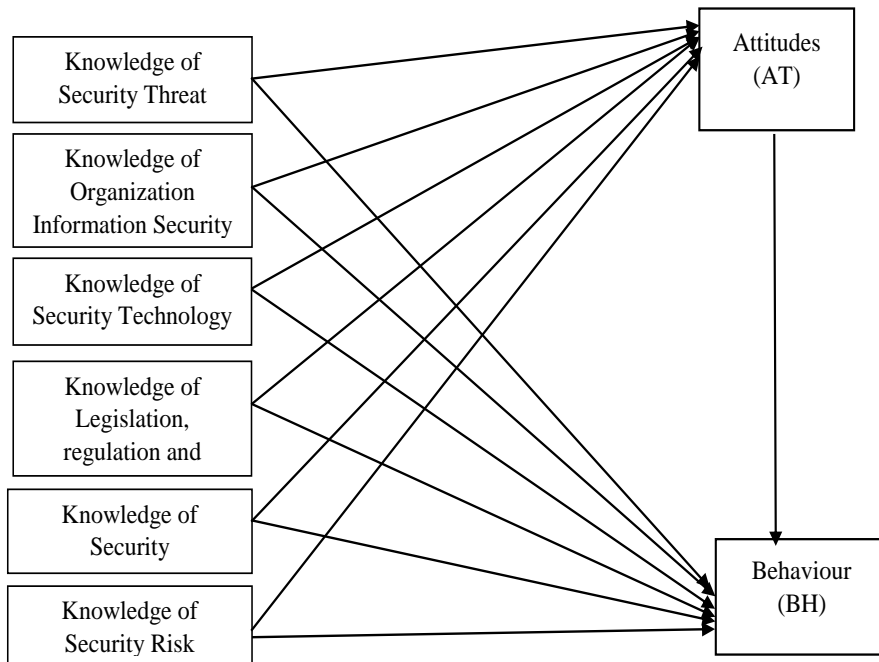 Knowledge of
Security Threat
Knowledge of
Organization
Information Security
Knowledge of
Security Technology
Knowledge of
Legislation,
regulation and
Knowledge of
Security
Knowledge of
Security Risk
Attitudes
(AT)
Behaviour
(BH)